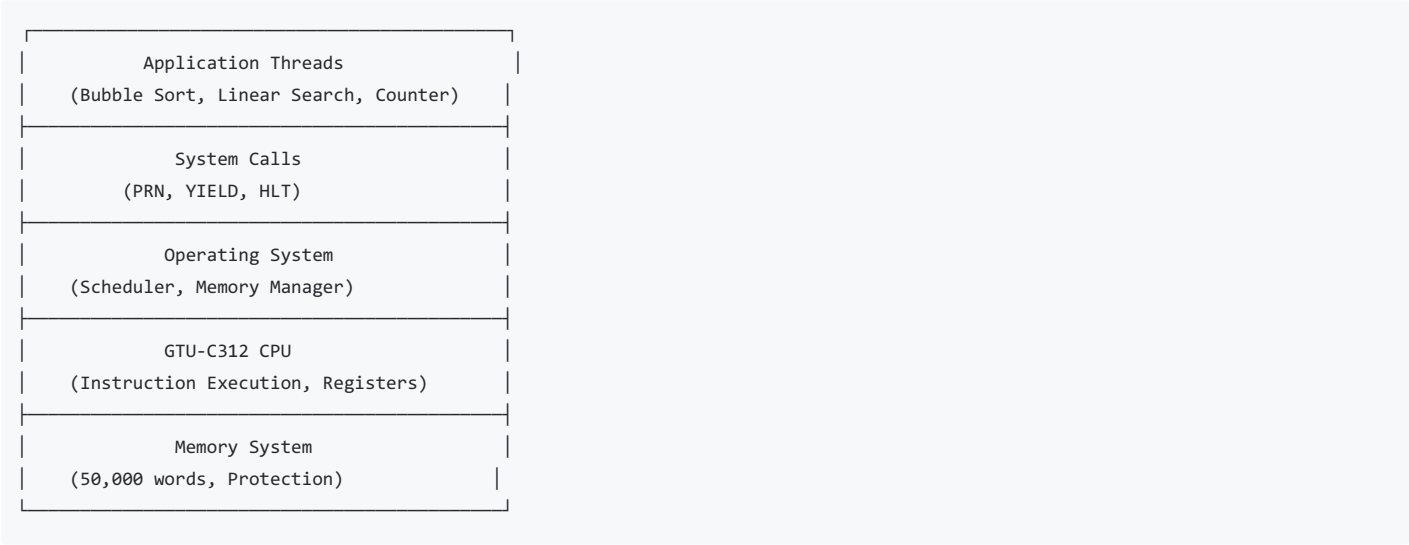 Application Threads
(Bubble Sort, Linear Search, Counter)
System Calls
(PRN, YIELD, HLT)
Operating System
(Scheduler, Memory Manager)
GTU-C312 CPU
(Instruction Execution, Registers)
Memory System
(50,000 words, Protection)